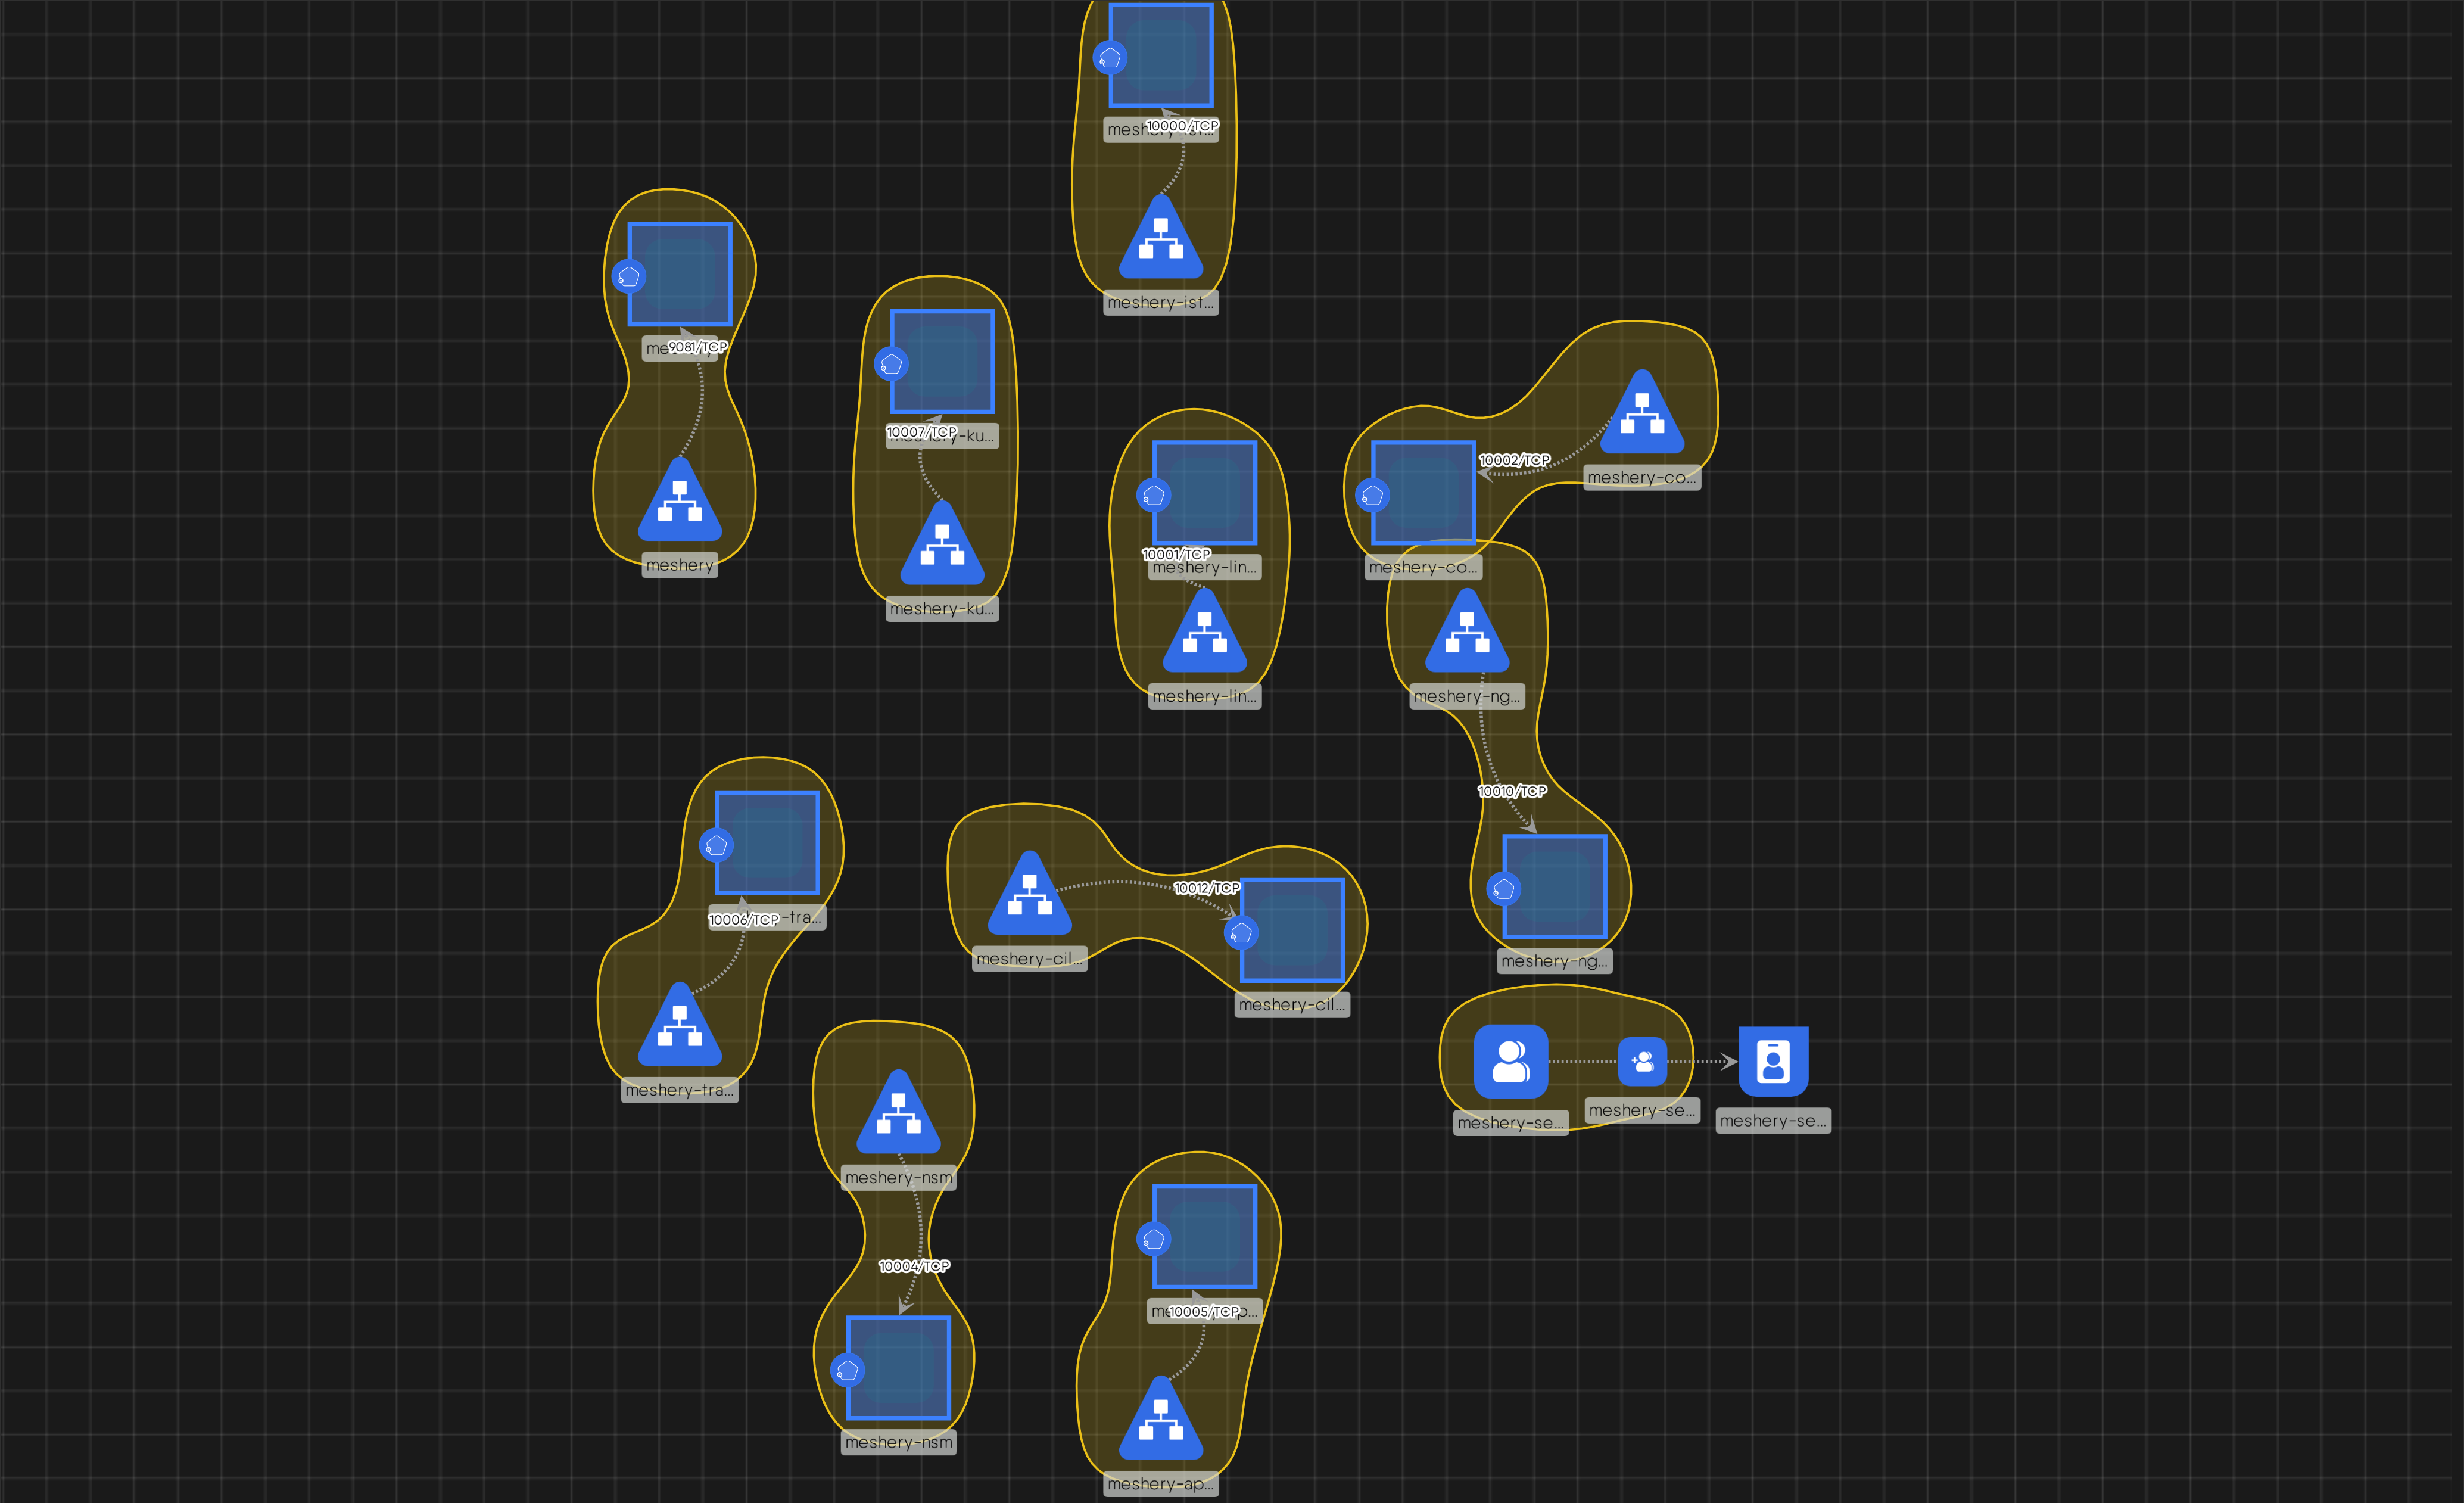 10000/TCP
meshery-ist...
9081/TCP
meshery
10007/TCP
meshery-ku...
10002/TCP
meshery-co...
meshery-co...
10001/TCP
meshery-lin...
meshery-lin...
meshery-ng...
10010/TCP
meshery-ng...
10006/TCP
-tra...
meshery-tra...
10012/TCP
meshery-cil...
meshery-cil...
meshery-se...
meshery-se...
meshery-se...
meshery-nsm
10004/TCP
meshery-nsm
10005/TCP
meshery-ap...